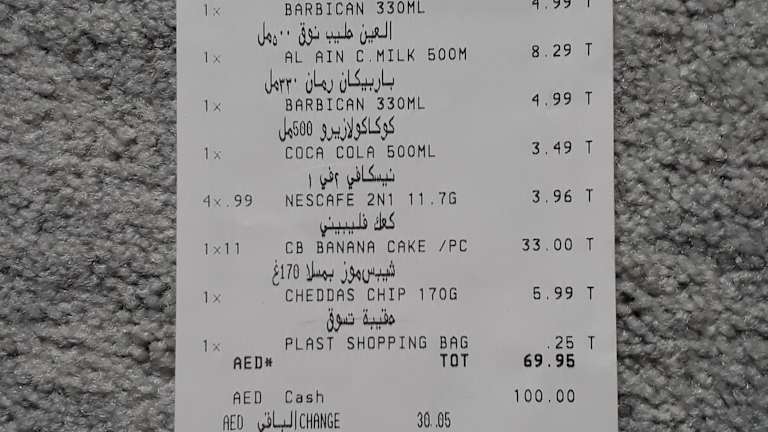 1x BARBICAN 330ML 4.99 T
العين حليب نوق ٥٠٠مل
1x AL AIN C.MILK 500M 8.29 T
باربيكان رمان ٣٣٠مل
1x BARBICAN 330ML 4.99 T
كوكاكولازيرو 500مل
1x COCA COLA 500ML 3.49 T
نيسكافي ٢في ١
4x.99 NESCAFE 2N1 11.7G 3.96 T
كعك فليبيني
1x11 CB BANANA CAKE /PC 33.00 T
شيبس موز بمسلا 170غ
1x CHEDDAS CHIP 170G 5.99 T
حقيبة تسوق
1x PLAST SHOPPING BAG .25 T
AED* TOT 69.95
AED Cash 100.00
AED الباقي CHANGE 30.05